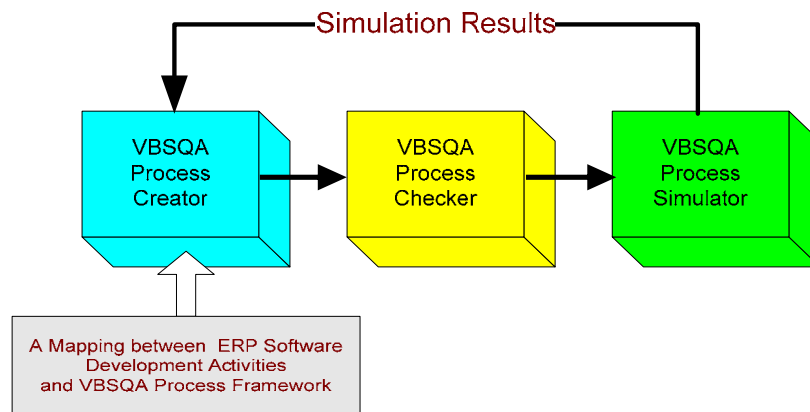 Simulation Results
VBSQA
Process
Creator
VBSQA
Process
Checker
VBSQA
Process
Simulator
A Mapping between ERP Software
Development Activities
and VBSQA Process Framework